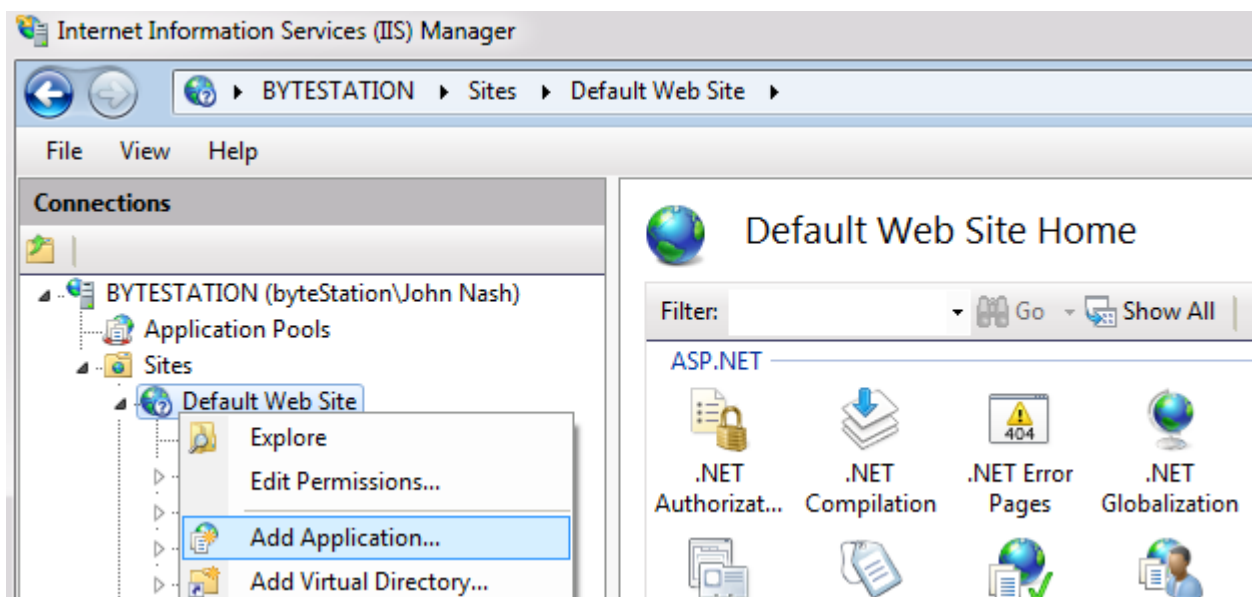 Internet Information Services (IIS) Manager
BYTESTATION Sites Default Web Site
File View Help
Connections
BYTESTATION (byteStation\John Nash)
Application Pools
Sites
Default Web Site
Explore
Edit Permissions...
Add Application...
Add Virtual Directory...
Default Web Site Home
Filter: Go Show All
ASP.NET
404
.NET Authorizat...
.NET Compilation
.NET Error Pages
.NET Globalization